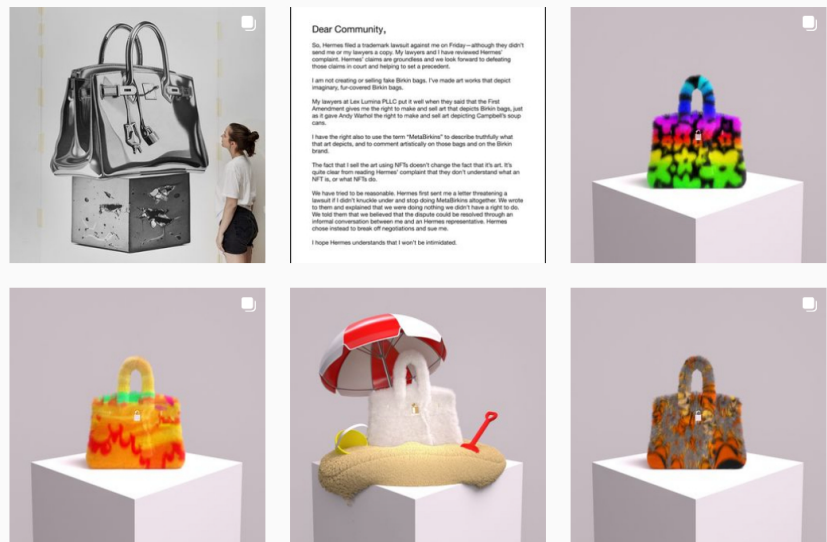 Dear Community,
So, Hermes filed a trademark lawsuit against me on Friday—although they didn't
send me or my lawyers a copy. My lawyers and I have reviewed Hermes'
complaint. Hermes' claims are groundless and we look forward to defeating
those claims in court and helping to set a precedent.
I am not creating or selling fake Birkin bags. I've made art works that depict
imaginary, fur-covered Birkin bags.
My lawyers at Lex Lumina PLLC put it well when they said that the First
Amendment gives me the right to make and sell art that depicts Birkin bags, just
as it gave Andy Warhol the right to make and sell art depicting Campbell's soup
cans.
I have the right also to use the term "MetaBirkins" to describe truthfully what
that art depicts, and to comment artistically on those bags and on the Birkin
brand.
The fact that I sell the art using NFTs doesn't change the fact that it's art. It's
quite clear from reading Hermes' complaint that they don't understand what an
NFT is, or what NFTs do.
We have tried to be reasonable. Hermes first sent me a letter threatening a
lawsuit if I didn't knuckle under and stop doing MetaBirkins altogether. We wrote
to them and explained that we were doing nothing we didn't have a right to do.
We told them that we believed that the dispute could be resolved through an
informal conversation between me and an Hermes representative. Hermes
chose instead to break off negotiations and sue me.
I hope Hermes understands that I won't be intimidated.